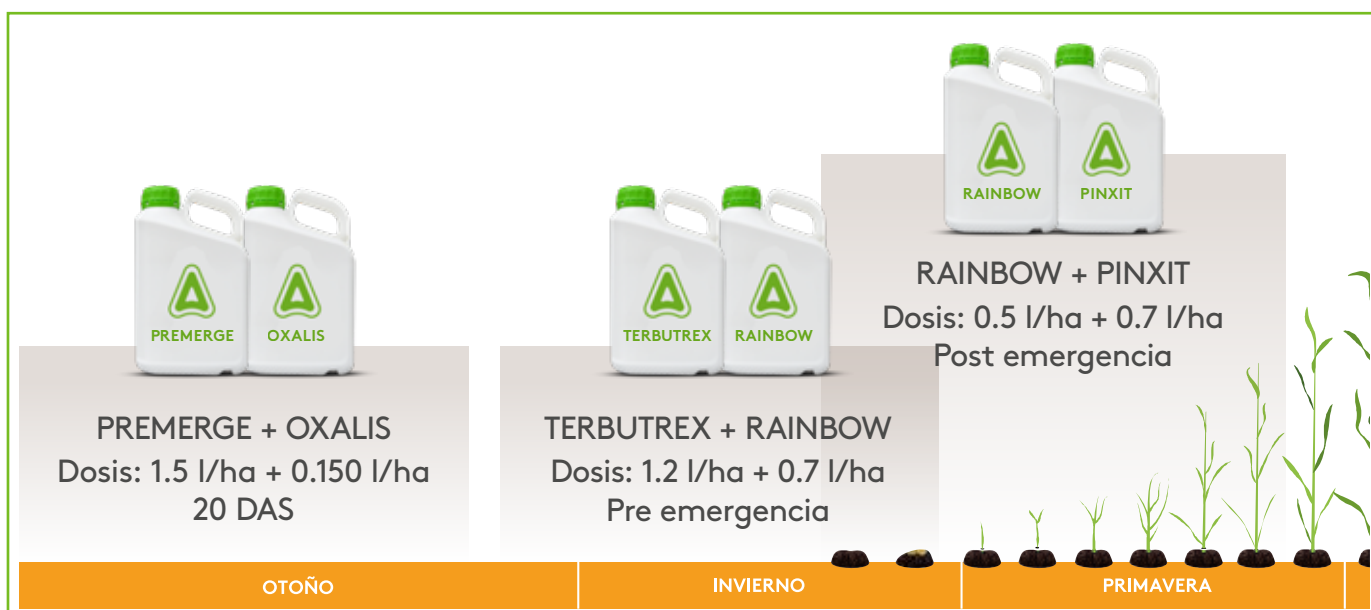 PREMERGE
OXALIS
PREMERGE + OXALIS
Dosis: 1.5 l/ha + 0.150 l/ha
20 DAS
TERBUTREX
RAINBOW
TERBUTREX + RAINBOW
Dosis: 1.2 l/ha + 0.7 l/ha
Pre emergencia
RAINBOW
PINXIT
RAINBOW + PINXIT
Dosis: 0.5 l/ha + 0.7 l/ha
Post emergencia
OTOÑO
INVIERNO
PRIMAVERA